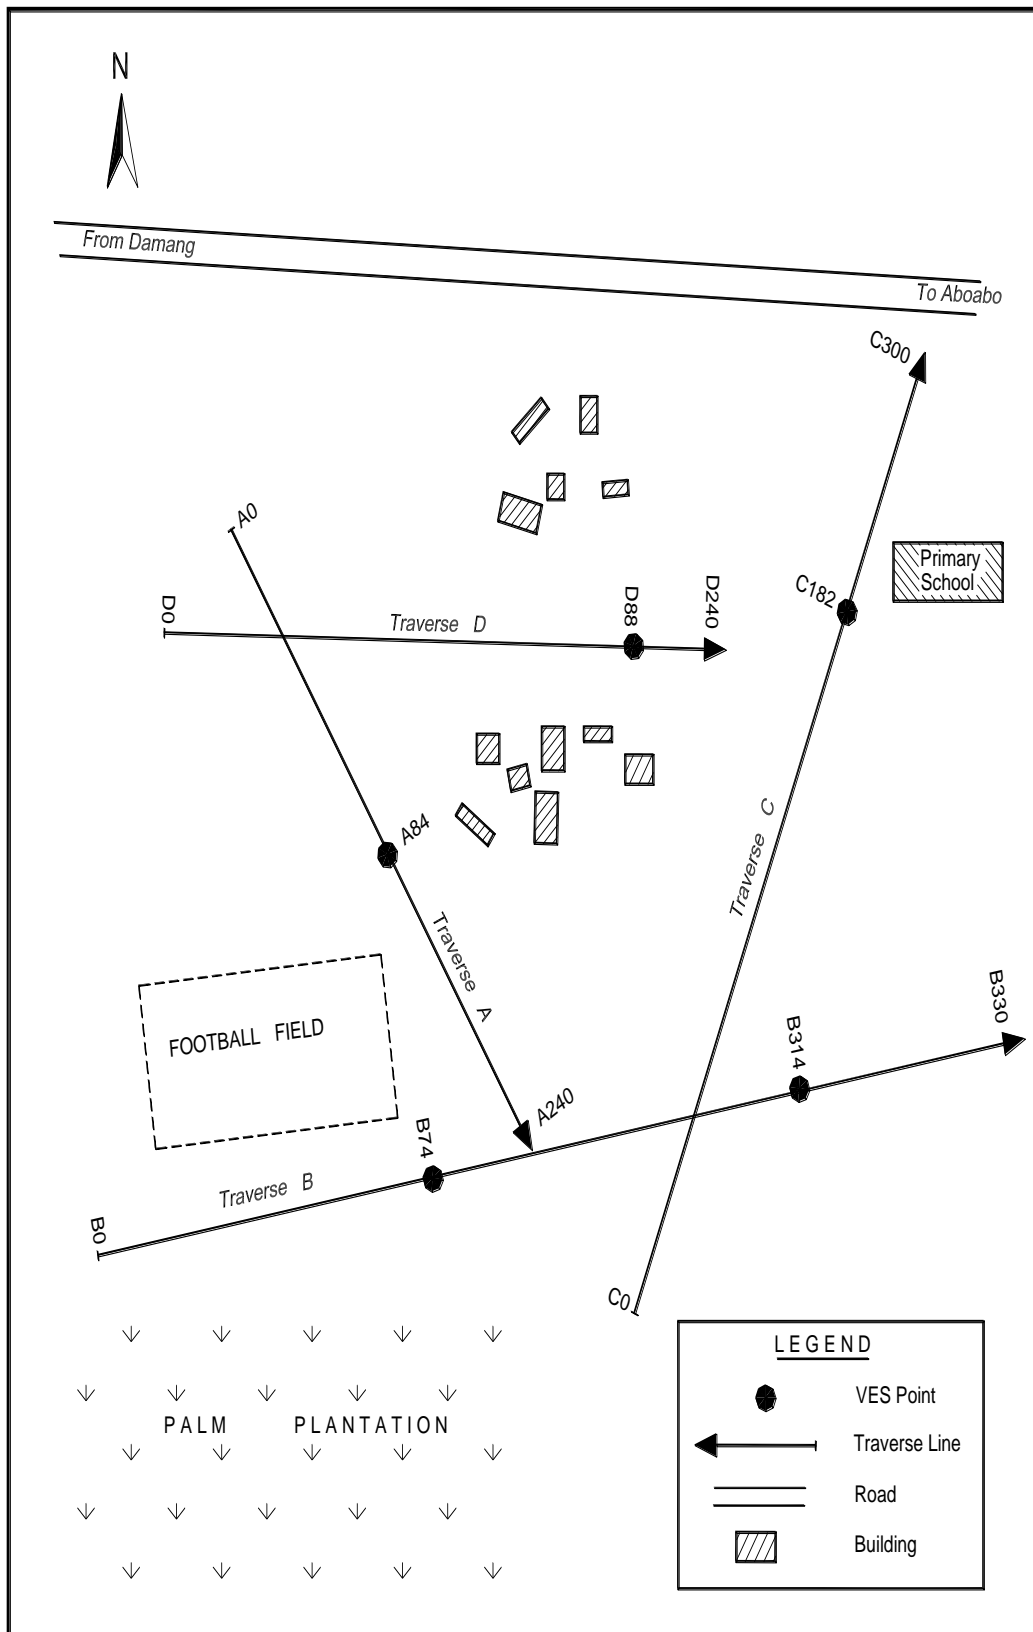 N
From Damang
To Aboabo
C300
A0
Primary
School
C182
D0
Traverse D
D88
D240
A84
Traverse C
Traverse A
B330
FOOTBALL FIELD
B314
A240
B74
Traverse B
B0
C0
LEGEND
VES Point
Traverse Line
Road
Building
PALM PLANTATION